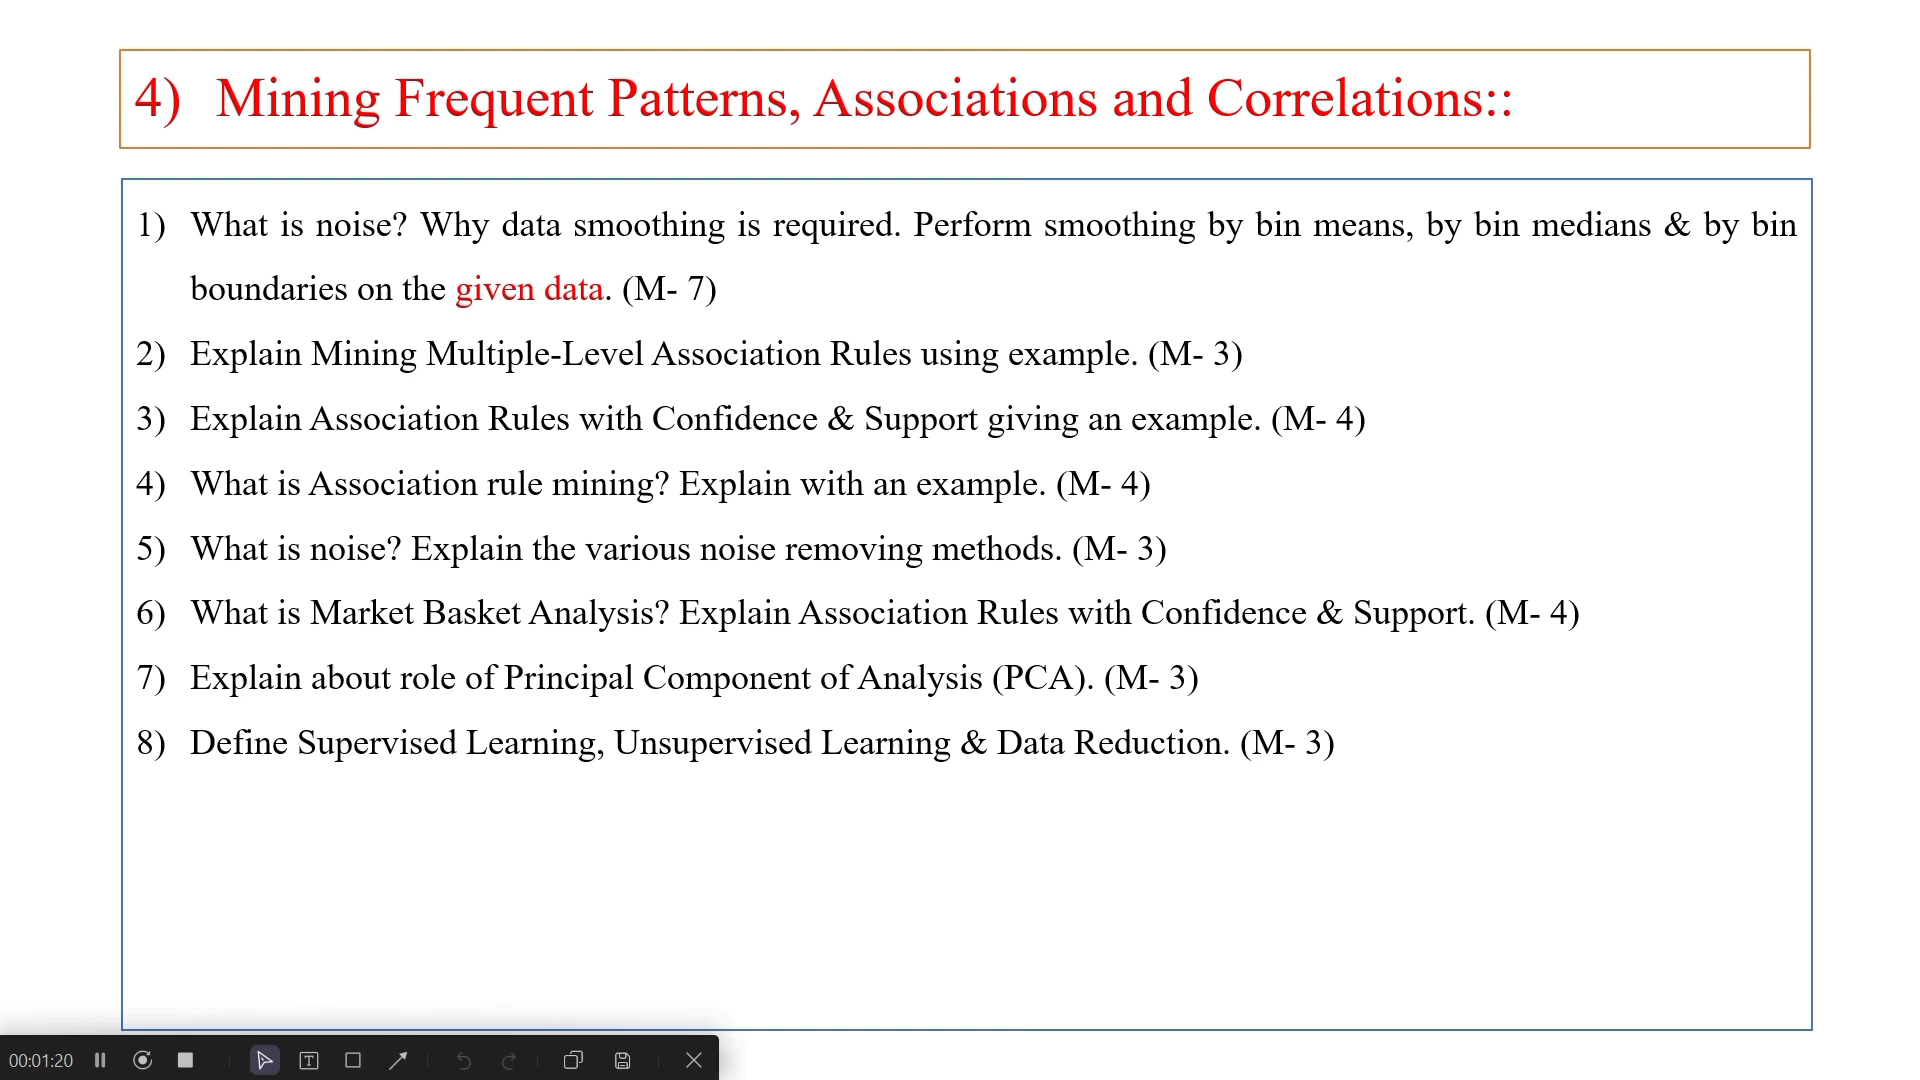 4) Mining Frequent Patterns, Associations and Correlations::
1) What is noise? Why data smoothing is required. Perform smoothing by bin means, by bin medians & by bin
boundaries on the given data. (M- 7)
2) Explain Mining Multiple-Level Association Rules using example. (M- 3)
3) Explain Association Rules with Confidence & Support giving an example. (M- 4)
4) What is Association rule mining? Explain with an example. (M- 4)
5) What is noise? Explain the various noise removing methods. (M- 3)
6) What is Market Basket Analysis? Explain Association Rules with Confidence & Support. (M- 4)
7) Explain about role of Principal Component of Analysis (PCA). (M- 3)
8) Define Supervised Learning, Unsupervised Learning & Data Reduction. (M- 3)
00:01:20